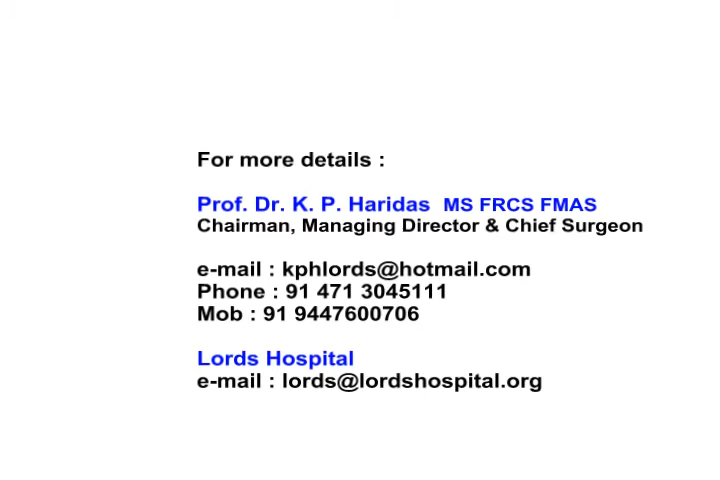 For more details :
Prof. Dr. K. P. Haridas MS FRCS FMAS
Chairman, Managing Director & Chief Surgeon
e-mail : kphlords@hotmail.com
Phone : 91 471 3045111
Mob : 91 9447600706
Lords Hospital
e-mail : lords@lordshospital.org